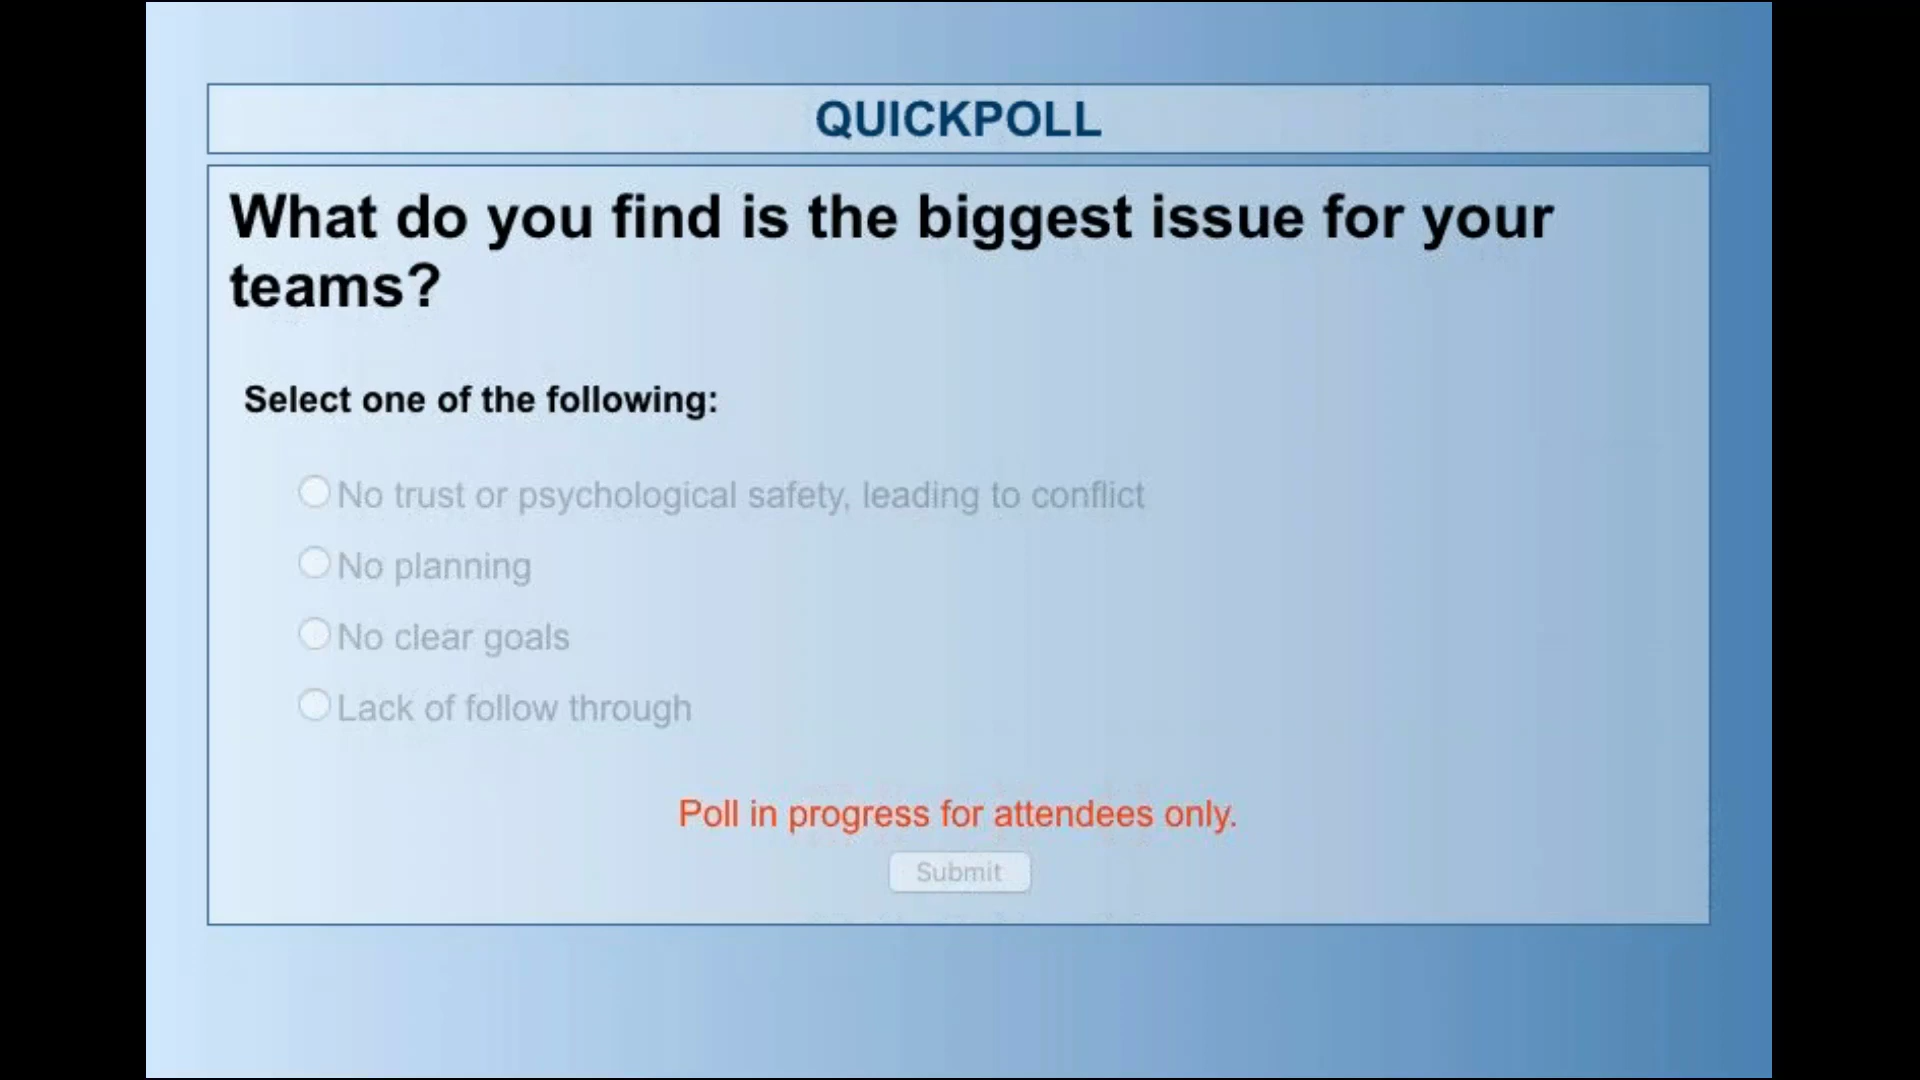 QUICKPOLL
What do you find is the biggest issue for your
teams?
Select one of the following:
No trust or psychological safety, leading to conflict
No planning
No clear goals
Lack of follow through
Poll in progress for attendees only.
Submit